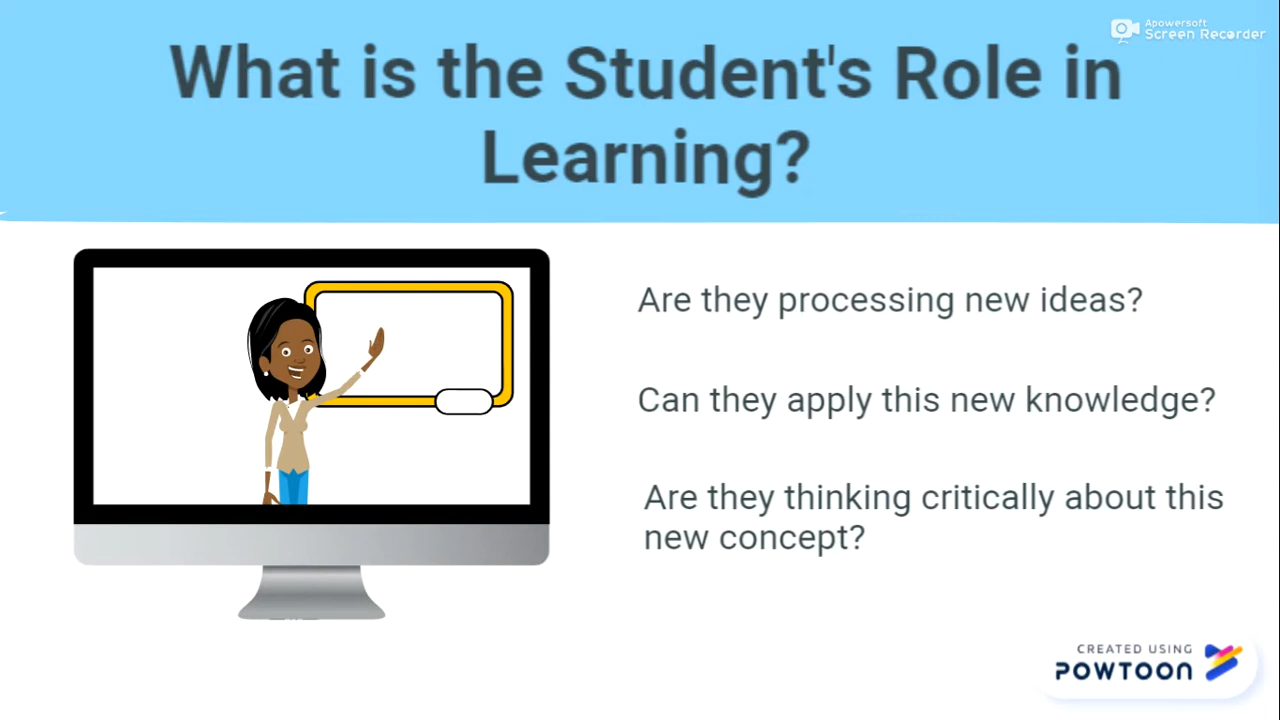 Apowersoft
Screen Recorder
What is the Student's Role in
Learning?
Are they processing new ideas?
Can they apply this new knowledge?
Are they thinking critically about this
new concept?
CREATED USING
POWTOON